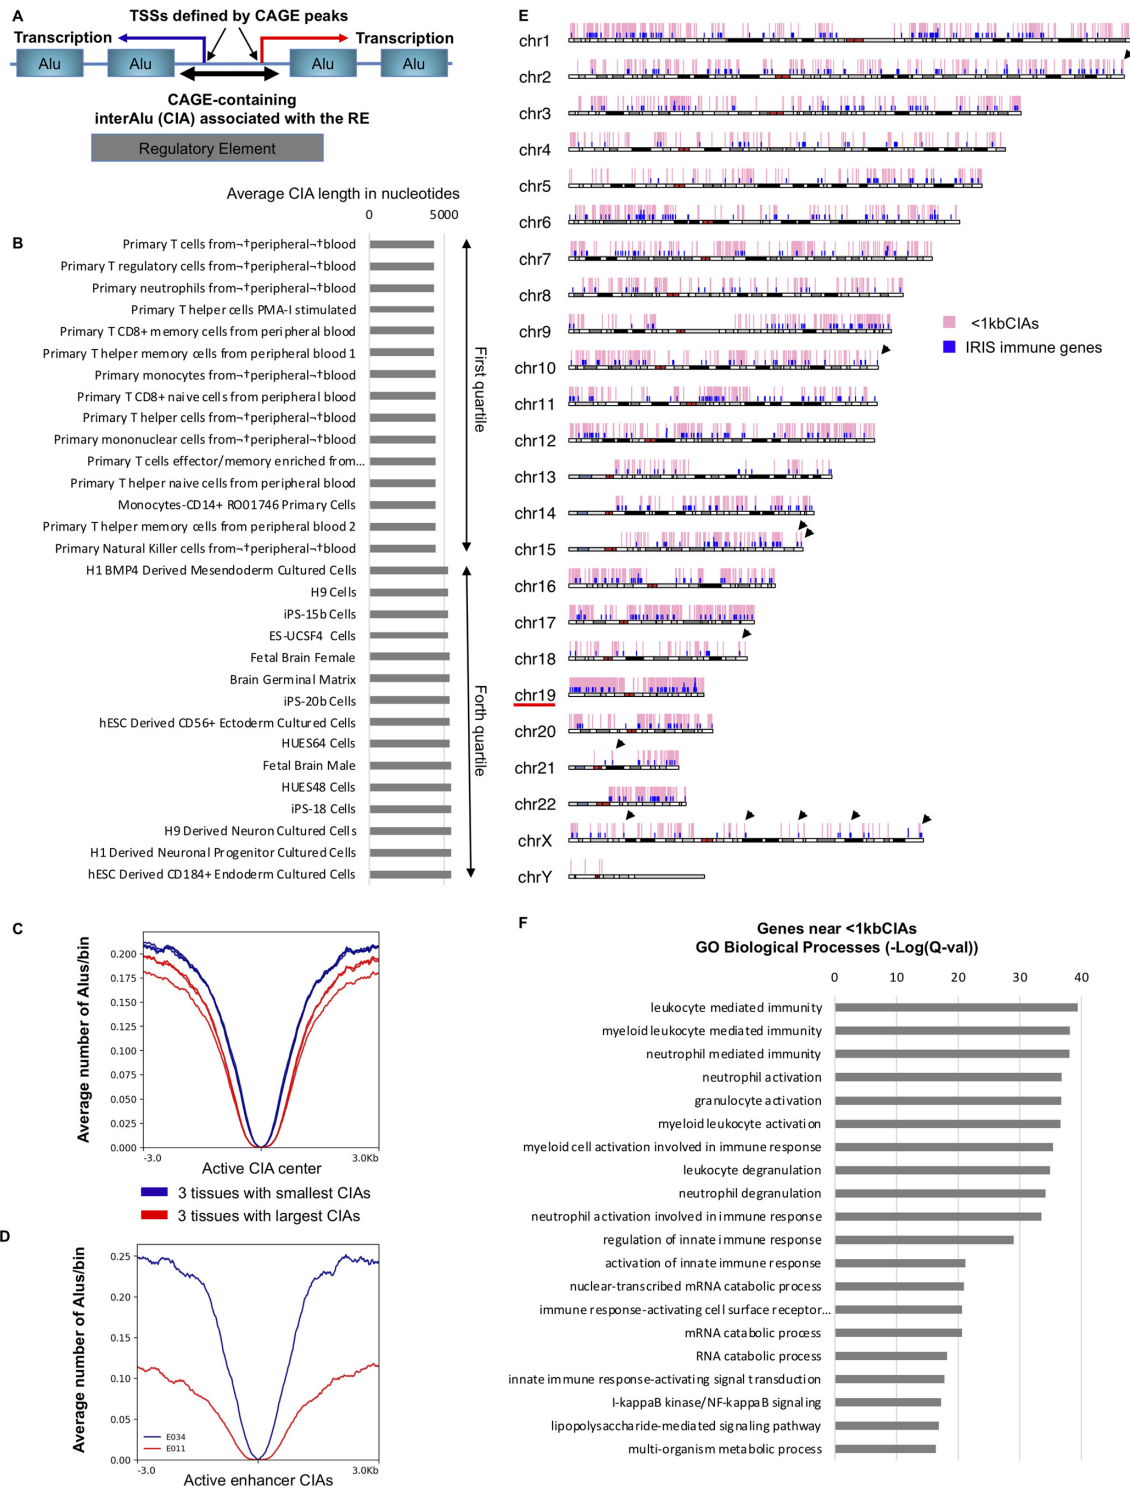 A
TSSs defined by CAGE peaks
Transcription
Transcription
Alu
Alu
Alu
Alu
CAGE-containing
interAlu (CIA) associated with the RE
Regulatory Element
B
Average CIA length in nucleotides
0
5000
Primary T cells from¬†peripheral¬†blood
Primary T regulatory cells from¬†peripheral¬†blood
Primary neutrophils from¬†peripheral¬†blood
Primary T helper cells PMA-I stimulated
Primary T CD8+ memory cells from peripheral blood
Primary T helper memory cells from peripheral blood 1
Primary monocytes from¬†peripheral¬†blood
Primary T CD8+ naive cells from peripheral blood
Primary T helper cells from¬†peripheral¬†blood
Primary mononuclear cells from¬†peripheral¬†blood
Primary T cells effector/memory enriched from...
Primary T helper naive cells from peripheral blood
Monocytes-CD14+ RO01746 Primary Cells
Primary T helper memory cells from peripheral blood 2
Primary Natural Killer cells from¬†peripheral¬†blood
H1 BMP4 Derived Mesendoderm Cultured Cells
H9 Cells
iPS-15b Cells
ES-UCSF4 Cells
Fetal Brain Female
Brain Germinal Matrix
iPS-20b Cells
hESC Derived CD56+ Ectoderm Cultured Cells
HUES64 Cells
Fetal Brain Male
HUES48 Cells
iPS-18 Cells
H9 Derived Neuron Cultured Cells
H1 Derived Neuronal Progenitor Cultured Cells
hESC Derived CD184+ Endoderm Cultured Cells
First quartile
Forth quartile
C
Average number of Alus/bin
0.200
0.175
0.150
0.125
0.100
0.075
0.050
0.025
0.000
-3.0
3.0Kb
Active CIA center
3 tissues with smallest CIAs
3 tissues with largest CIAs
D
Average number of Alus/bin
0.25
0.20
0.15
0.10
0.05
0.00
E034
E011
-3.0
3.0Kb
Active enhancer CIAs
E
chr1
chr2
chr3
chr4
chr5
chr6
chr7
chr8
chr9
chr10
chr11
chr12
chr13
chr14
chr15
chr16
chr17
chr18
chr19
chr20
chr21
chr22
chrX
chrY
<1kbCIAs
IRIS immune genes
F
Genes near <1kbCIAs
GO Biological Processes (-Log(Q-val))
0
10
20
30
40
leukocyte mediated immunity
myeloid leukocyte mediated immunity
neutrophil mediated immunity
neutrophil activation
granulocyte activation
myeloid leukocyte activation
myeloid cell activation involved in immune response
leukocyte degranulation
neutrophil degranulation
neutrophil activation involved in immune response
regulation of innate immune response
activation of innate immune response
nuclear-transcribed mRNA catabolic process
immune response-activating cell surface receptor...
mRNA catabolic process
RNA catabolic process
innate immune response-activating signal transduction
I-kappaB kinase/NF-kappaB signaling
lipopolysaccharide-mediated signaling pathway
multi-organism metabolic process